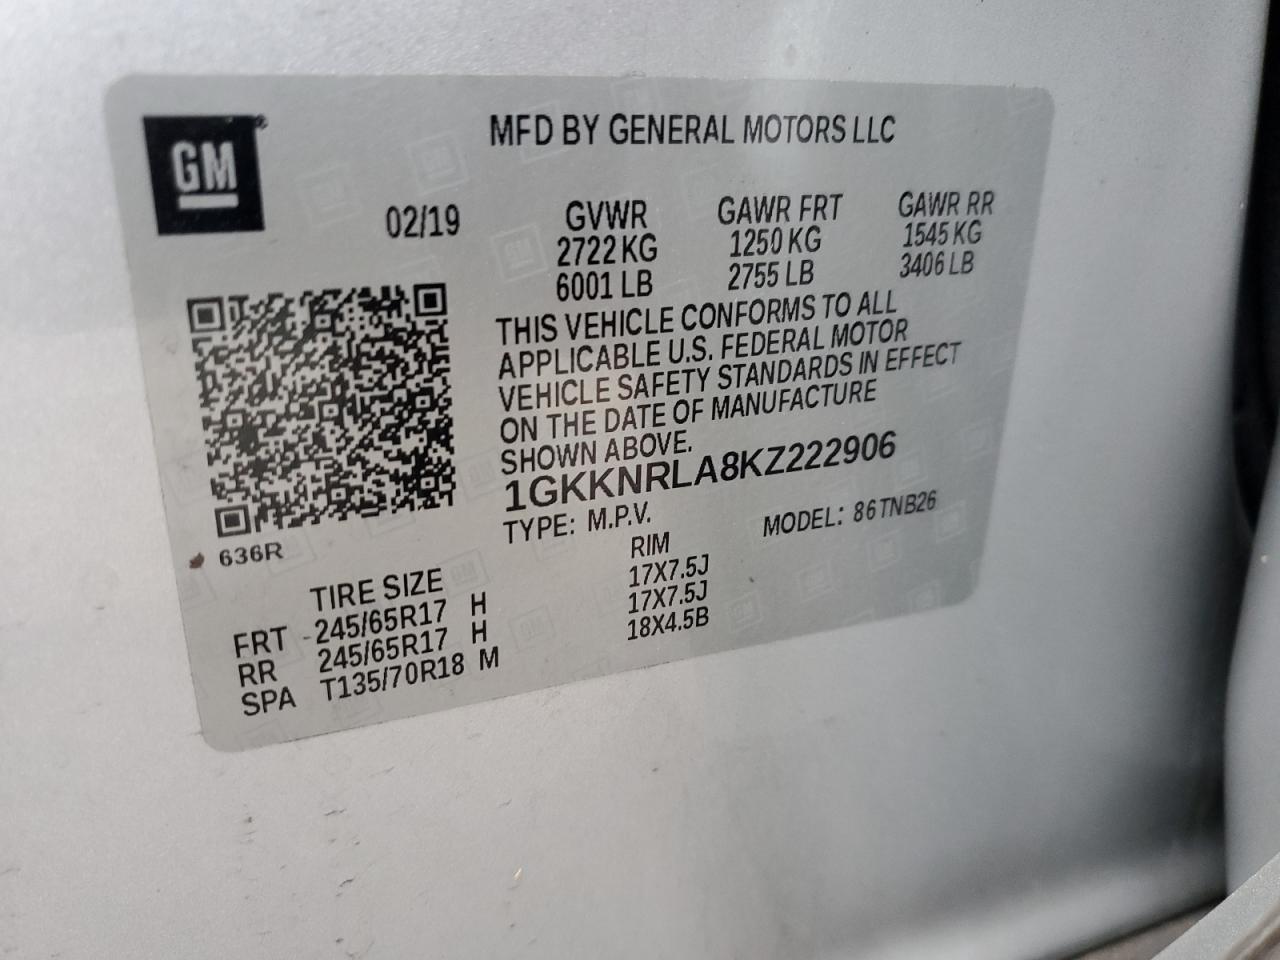 GM
MFD BY GENERAL MOTORS LLC
02/19
GVWR GAWR FRT GAWR RR
2722 KG 1250 KG 1545 KG
6001 LB 2755 LB 3406 LB
THIS VEHICLE CONFORMS TO ALL
APPLICABLE U.S. FEDERAL MOTOR
VEHICLE SAFETY STANDARDS IN EFFECT
ON THE DATE OF MANUFACTURE
SHOWN ABOVE.
1GKKNRLA8KZ222906
TYPE: M.P.V. MODEL: 86TNB26
636R
TIRE SIZE RIM
FRT 245/65R17 H 17X7.5J
RR 245/65R17 H 17X7.5J
SPA T135/70R18 M 18X4.5B